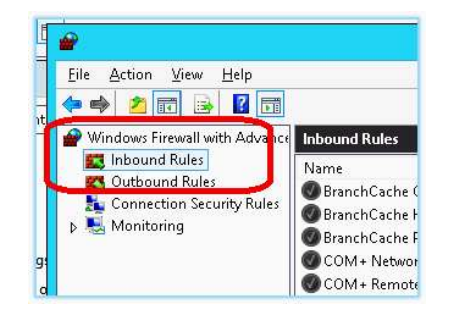 File Action View Help
Windows Firewall with Advance
Inbound Rules
Outbound Rules
Connection Security Rules
Monitoring
Inbound Rules
Name
BranchCache
BranchCache
BranchCache
COM+ Networ
COM+ Remote